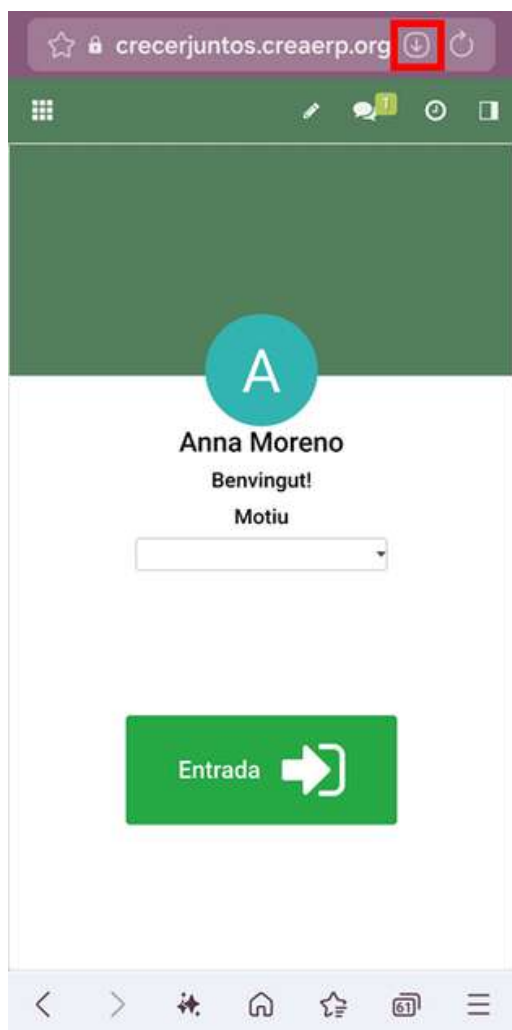 crecerjuntos.creaerp.org
1
A
Anna Moreno
Benvingut!
Motiu
Entrada
61